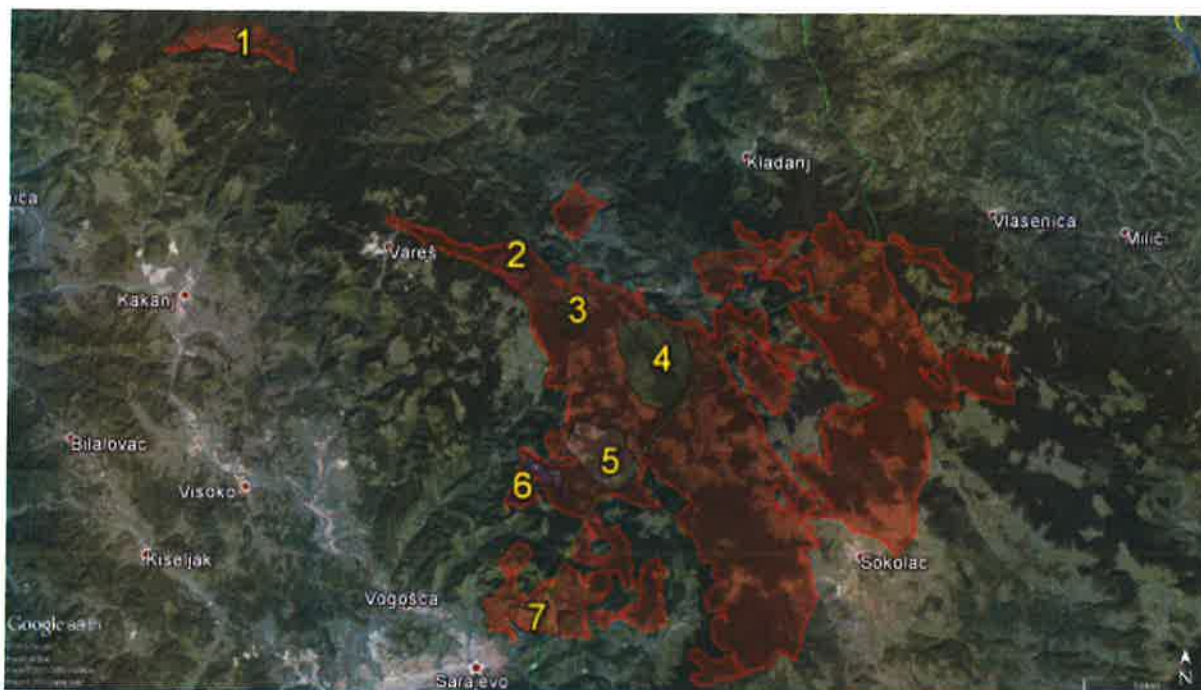 1
Kladanj
Vlasenica
Milići
2
Vareš
Kakanj
3
4
Bilalovac
5
6
Visoko
Kiseljak
Sokolac
Vogošća
7
Google earth
Sarajevo
N